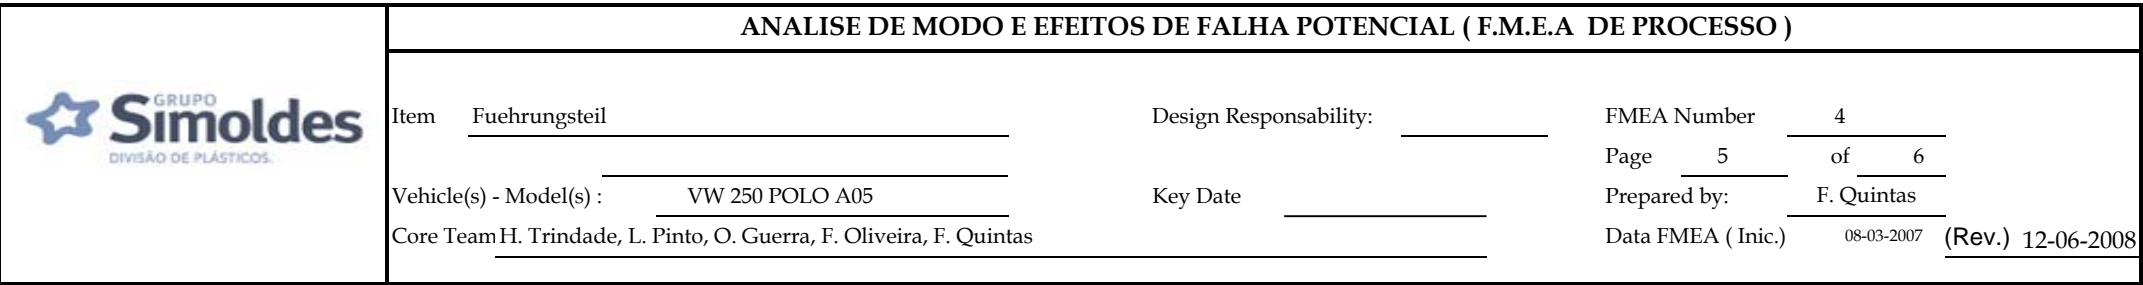 ANALISE DE MODO E EFEITOS DE FALHA POTENCIAL ( F.M.E.A DE PROCESSO )
GRUPO
Simoldes
DIVISÃO DE PLÁSTICOS.
Item Fuehrungsteil Design Responsability: FMEA Number 4
Page 5 of 6
Vehicle(s) - Model(s) : VW 250 POLO A05 Key Date Prepared by: F. Quintas
Core Team H. Trindade, L. Pinto, O. Guerra, F. Oliveira, F. Quintas Data FMEA ( Inic.) 08-03-2007 (Rev.) 12-06-2008